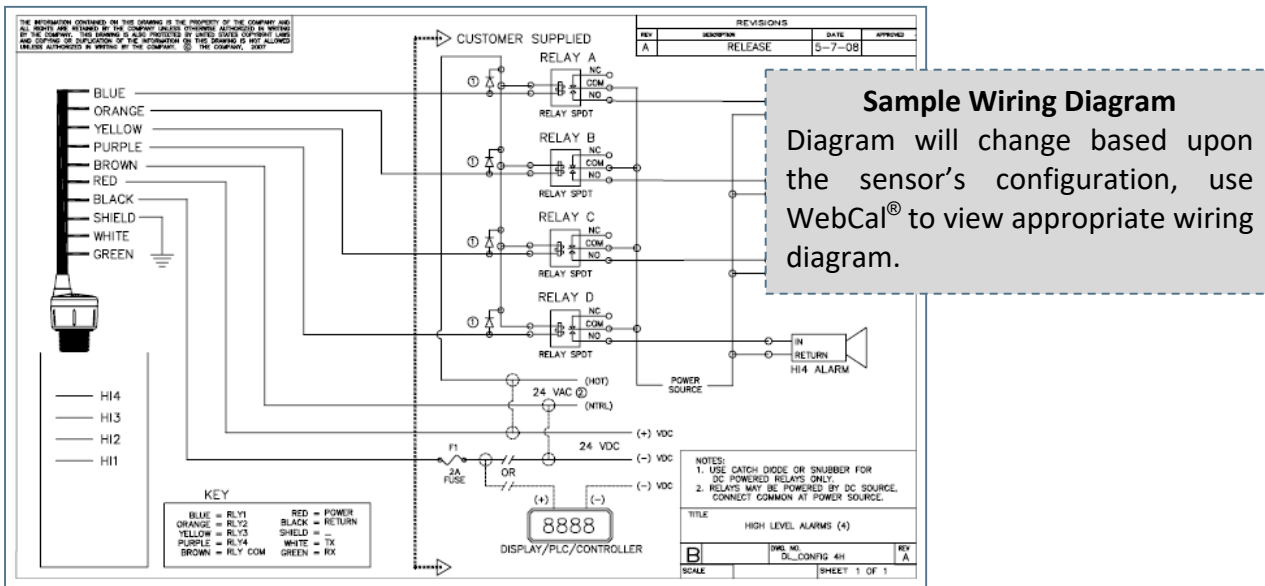 THE INFORMATION CONTAINED ON THIS DRAWING IS THE PROPERTY OF THE COMPANY AND
ALL RIGHTS ARE RETAINED BY THE COMPANY UNLESS OTHERWISE AUTHORIZED IN WRITING
BY THE COMPANY. THIS DRAWING IS ALSO PROTECTED BY UNITED STATES COPYRIGHT LAWS
AND COPYING OR DUPLICATION OF THE INFORMATION ON THIS DRAWING IS NOT ALLOWED
UNLESS AUTHORIZED IN WRITING BY THE COMPANY. © THE COMPANY, 2007
CUSTOMER SUPPLIED
REVISIONS
REV DESCRIPTION DATE APPROVED
A RELEASE 5-7-08
Sample Wiring Diagram
Diagram will change based upon
the sensor's configuration, use
WebCal® to view appropriate wiring
diagram.
BLUE
ORANGE
YELLOW
PURPLE
BROWN
RED
BLACK
SHIELD
WHITE
GREEN
RELAY A
1
NC
COM
NO
RELAY SPDT
RELAY B
1
NC
COM
NO
RELAY SPDT
RELAY C
1
NC
COM
NO
RELAY SPDT
RELAY D
1
NC
COM
NO
RELAY SPDT
IN
RETURN
HI4 ALARM
POWER
SOURCE
(HOT)
24 VAC 2
(NTRL)
(+) VDC
24 VDC
(-) VDC
(-) VDC
F1
2A
FUSE
OR
(+) (-)
8888
DISPLAY/PLC/CONTROLLER
HI4
HI3
HI2
HI1
KEY
BLUE = RLY1 RED = POWER
ORANGE = RLY2 BLACK = RETURN
YELLOW = RLY3 SHIELD = _
PURPLE = RLY4 WHITE = TX
BROWN = RLY COM GREEN = RX
NOTES:
1. USE CATCH DIODE OR SNUBBER FOR
DC POWERED RELAYS ONLY.
2. RELAYS MAY BE POWERED BY DC SOURCE,
CONNECT COMMON AT POWER SOURCE.
TITLE
HIGH LEVEL ALARMS (4)
B DWG. NO. DL_CONFIG 4H REV A
SCALE SHEET 1 OF 1